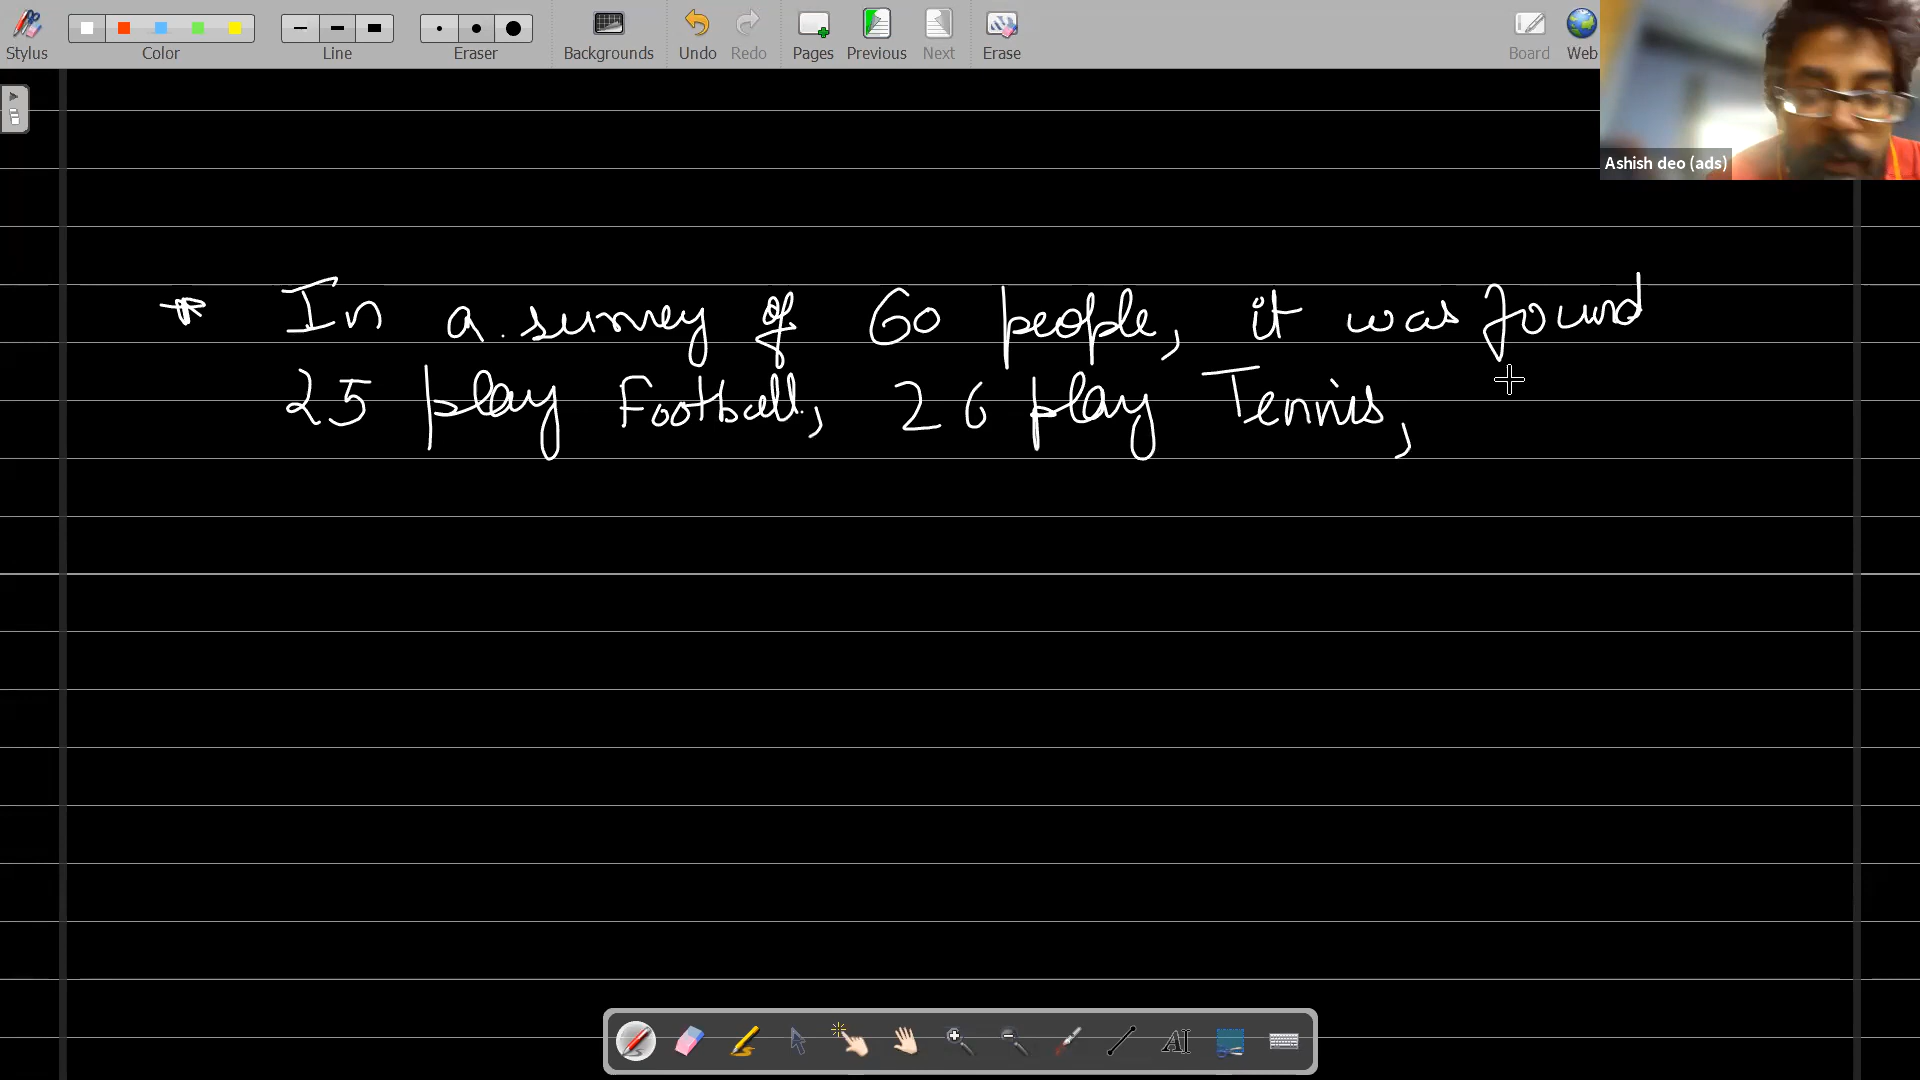 Stylus Color Line Eraser Backgrounds Undo Redo Pages Previous Next Erase Board Web
Ashish deo (ads)
* In a. survey of 60 people, it was found
25 play Football, 26 play Tennis,